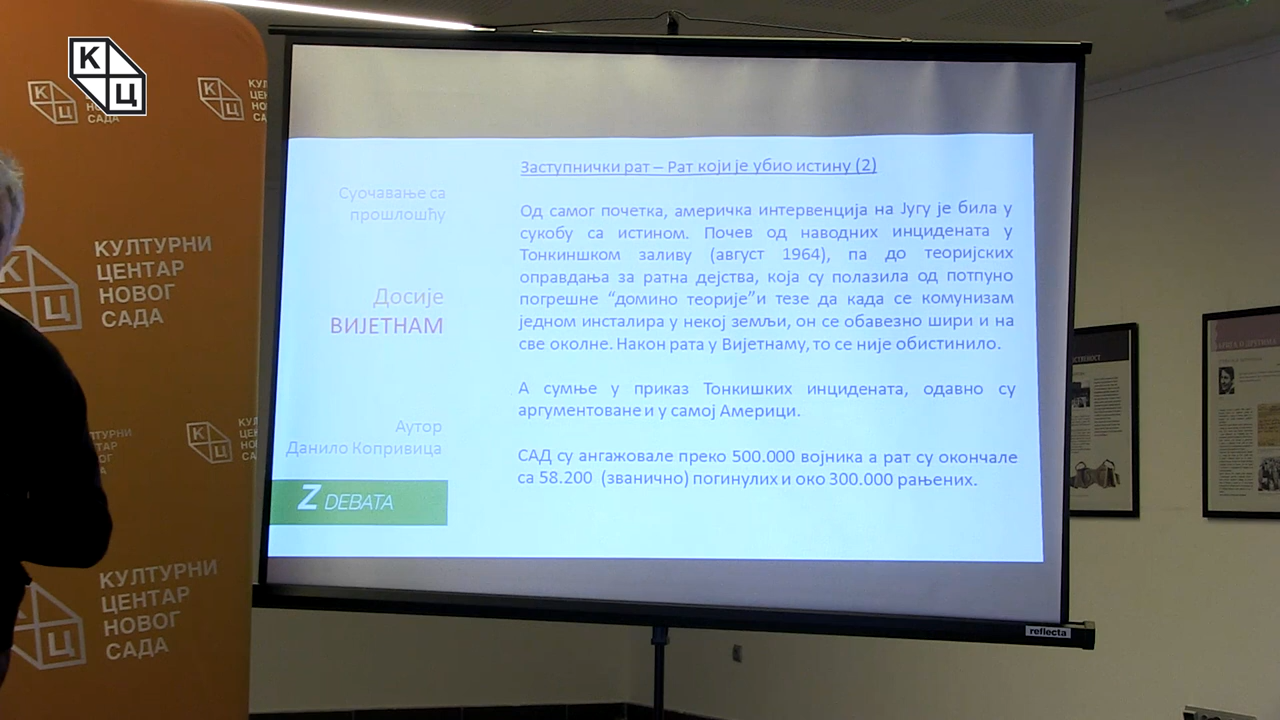 К
Ц
КУЛТУРНИ
ЦЕНТАР
НОВОГ
САДА
КУЛТУРНИ
ЦЕНТАР
НОВОГ
САДА
Суочавање са
прошлошћу
Досије
ВИЈЕТНАМ
Аутор
Данило Копривица
Z DEBATA
Заступнички рат – Рат који је убио истину (2)
Од самог почетка, америчка интервенција на Југу је била у
сукобу са истином. Почев од наводних инцидената у
Тонкиншком заливу (август 1964), па до теоријских
оправдања за ратна дејства, која су полазила од потпуно
погрешне “домино теорије”и тезе да када се комунизам
једном инсталира у некој земљи, он се обавезно шири и на
све околне. Након рата у Вијетнаму, то се није обистинило.
А сумње у приказ Тонкишких инцидената, одавно су
аргументоване и у самој Америци.
САД су ангажовале преко 500.000 војника а рат су окончале
са 58.200 (званично) погинулих и око 300.000 рањених.
reflecta